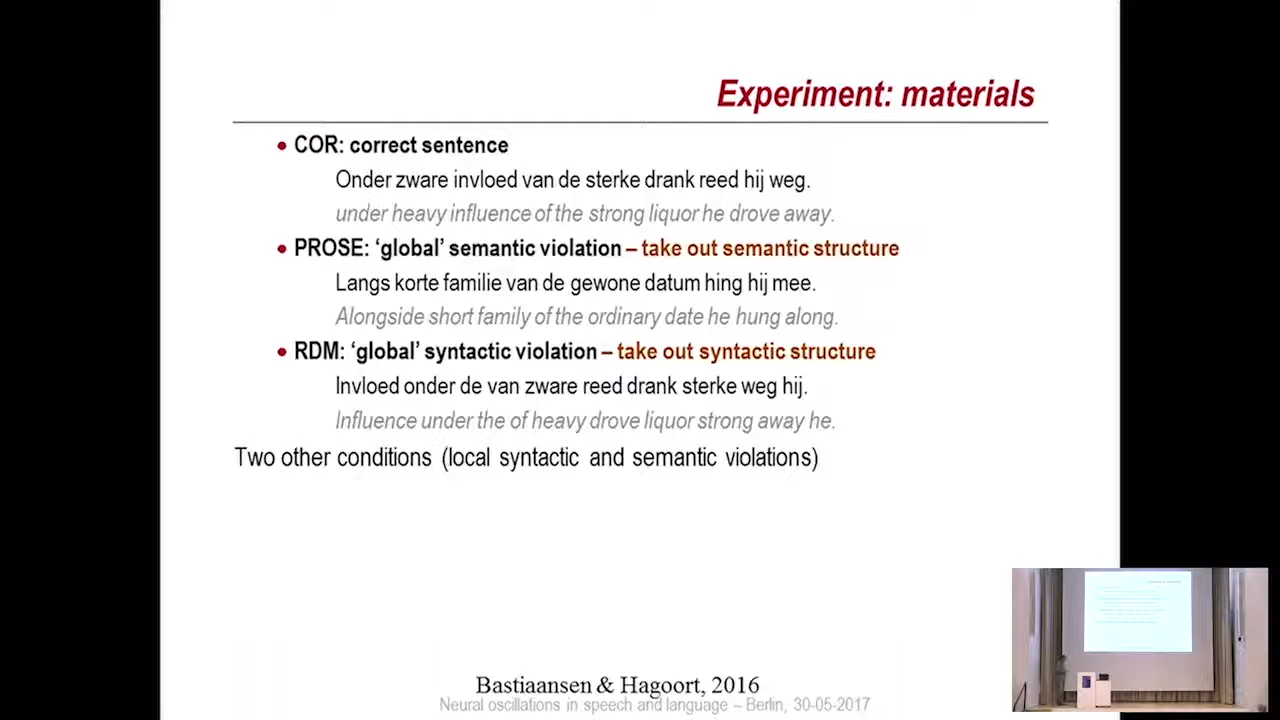 Experiment: materials
• COR: correct sentence
Onder zware invloed van de sterke drank reed hij weg.
under heavy influence of the strong liquor he drove away.
• PROSE: ‘global’ semantic violation – take out semantic structure
Langs korte familie van de gewone datum hing hij mee.
Alongside short family of the ordinary date he hung along.
• RDM: ‘global’ syntactic violation – take out syntactic structure
Invloed onder de van zware reed drank sterke weg hij.
Influence under the of heavy drove liquor strong away he.
Two other conditions (local syntactic and semantic violations)
Bastiaansen & Hagoort, 2016
Neural oscillations in speech and language – Berlin, 30-05-2017